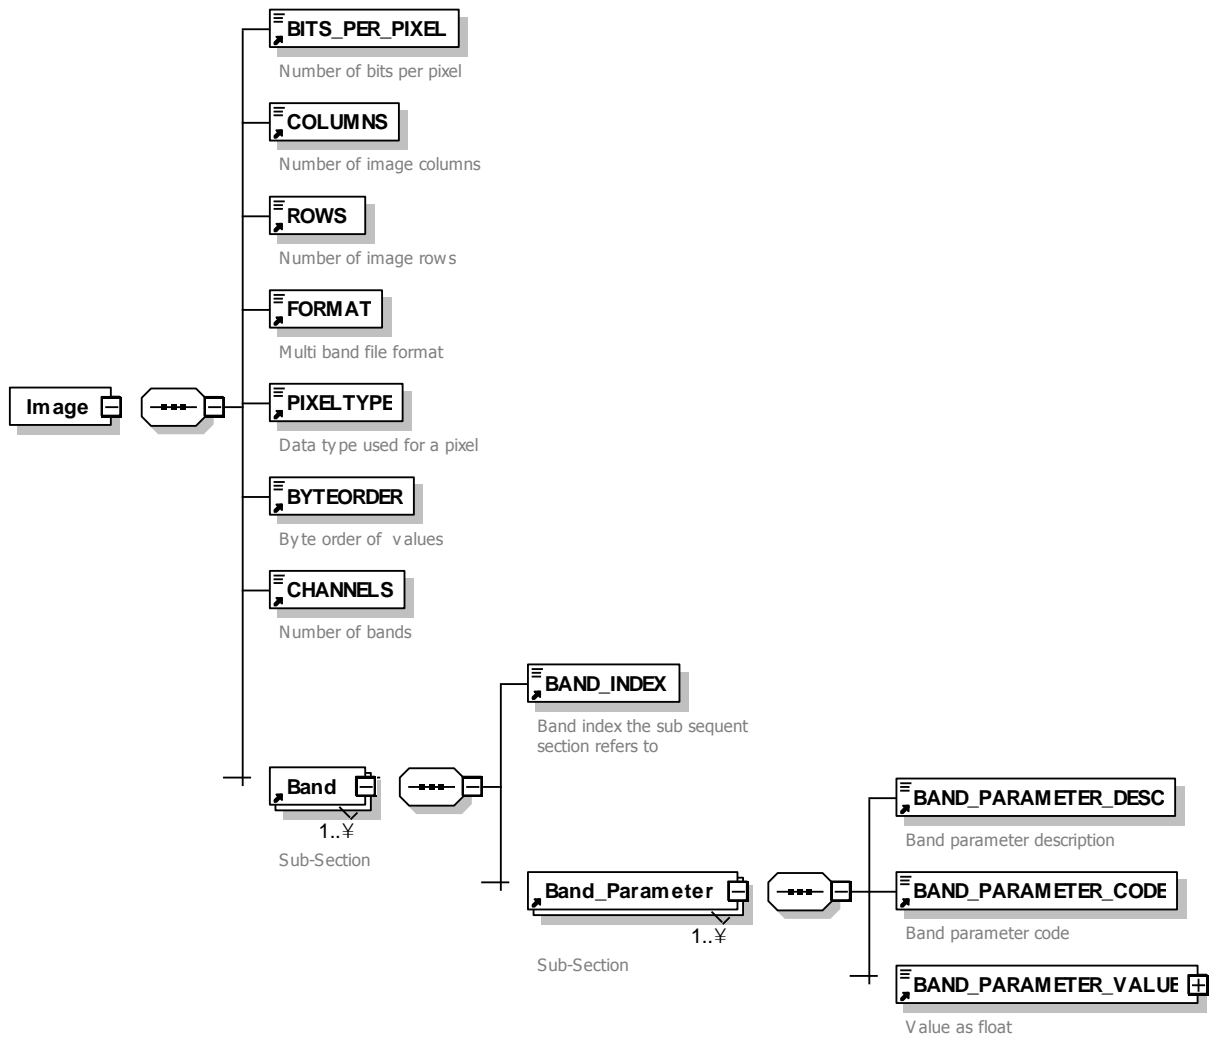 BITS_PER_PIXEL
Number of bits per pixel
COLUMNS
Number of image columns
ROWS
Number of image rows
FORMAT
Multi band file format
Image
PIXELTYPE
Data type used for a pixel
BYTEORDER
Byte order of values
CHANNELS
Number of bands
BAND_INDEX
Band index the sub sequent
section refers to
Band
1..¥
Sub-Section
BAND_PARAMETER_DESC
Band parameter description
Band_Parameter
1..¥
Sub-Section
BAND_PARAMETER_CODE
Band parameter code
BAND_PARAMETER_VALUE
Value as float